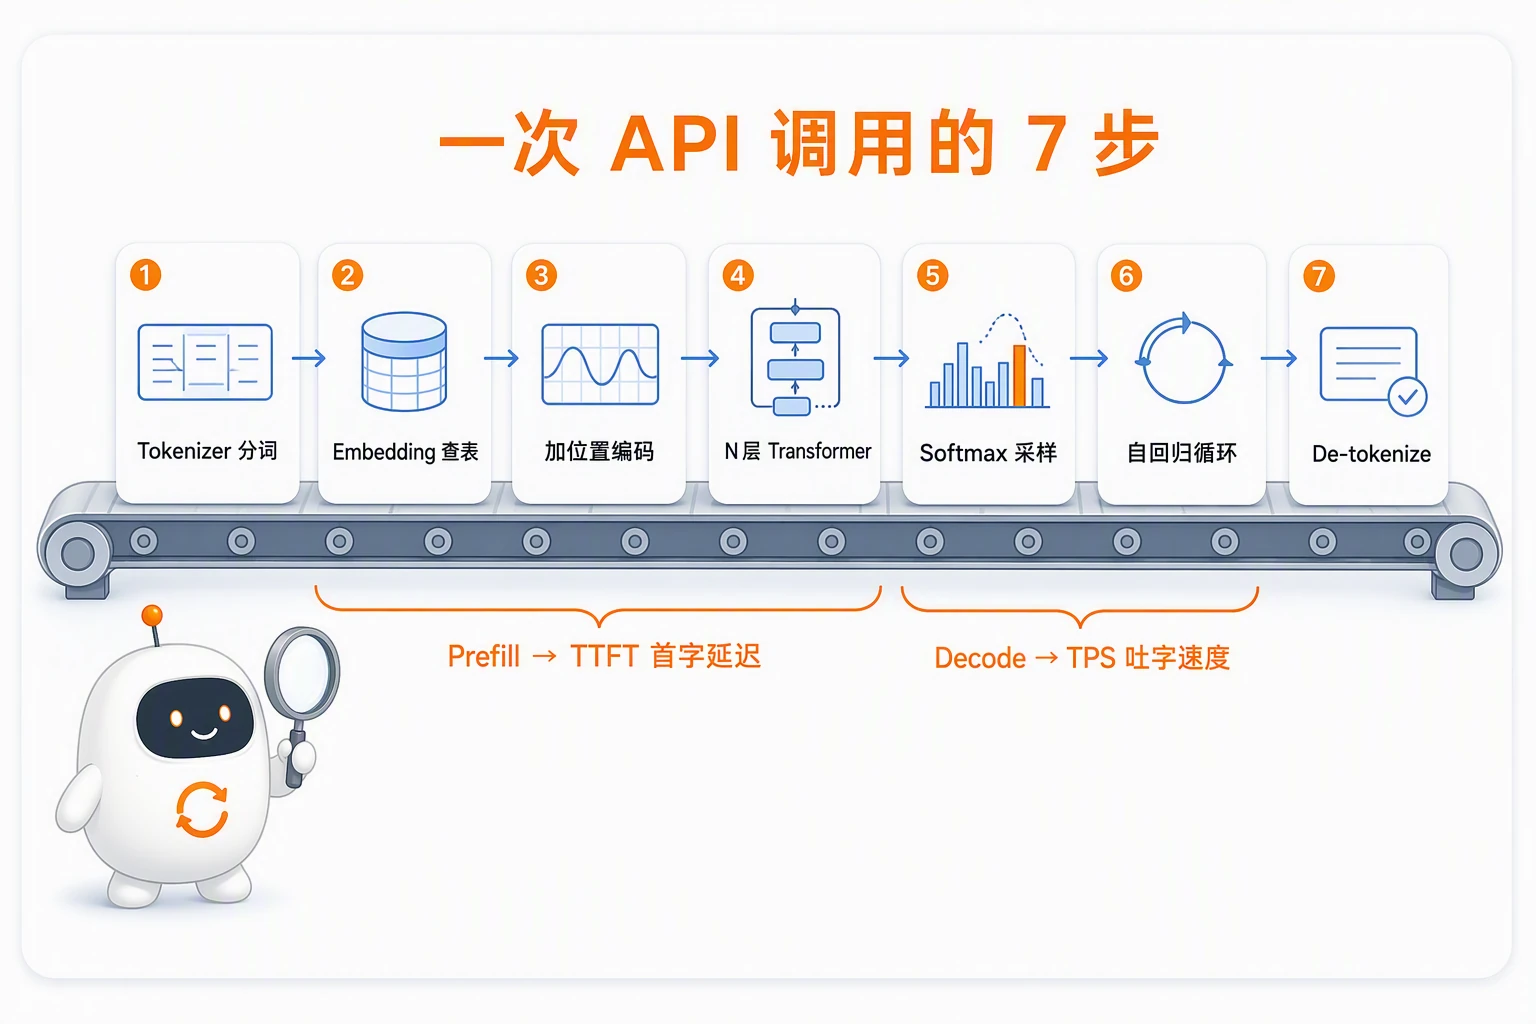 一次 API 调用的 7 步
1
Tokenizer 分词
2
Embedding 查表
3
加位置编码
4
N层 Transformer
5
Softmax 采样
6
自回归循环
7
De-tokenize
Prefill → TTFT 首字延迟
Decode → TPS 吐字速度